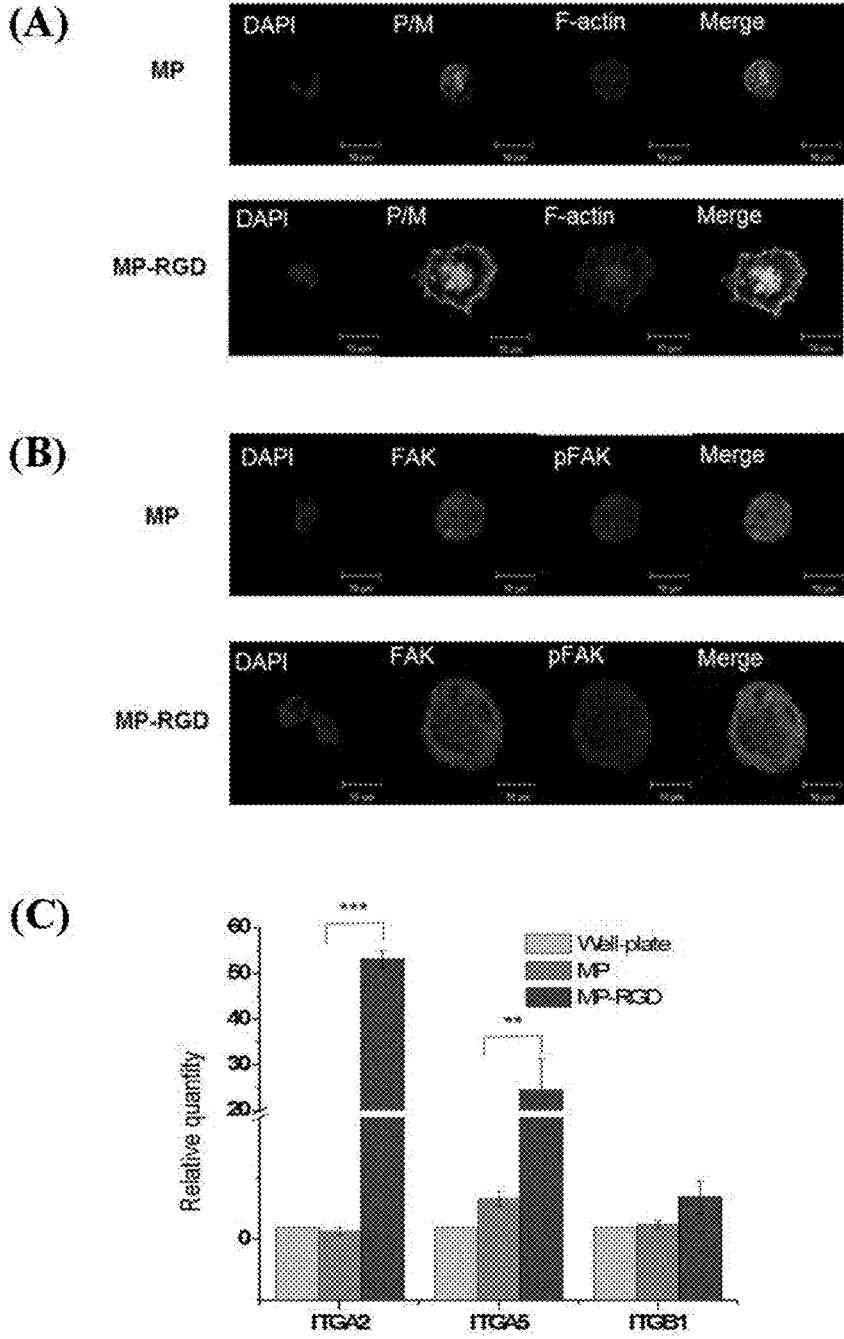 (A)
DAPI P/M F-actin Merge
MP
DAPI P/M F-actin Merge
MP-RGD
(B)
DAPI FAK pFAK Merge
MP
DAPI FAK pFAK Merge
MP-RGD
(C)
***
**
Well-plate
MP
MP-RGD
60
50
40
30
20
0
Relative quantity
ITGA2 ITGA5 ITGB1